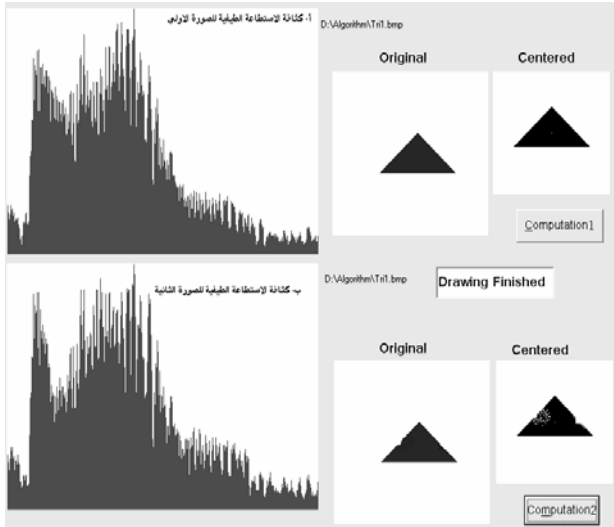 أ- كثافة الاستطاعة الطيفية للصورة الاولى
D:\Algorithm\Tri1.bmp
Original
Centered
Computation1
ب- كثافة الاستطاعة الطيفية للصورة الثانية
D:\Algorithm\Tri1.bmp
Drawing Finished
Original
Centered
Computation2